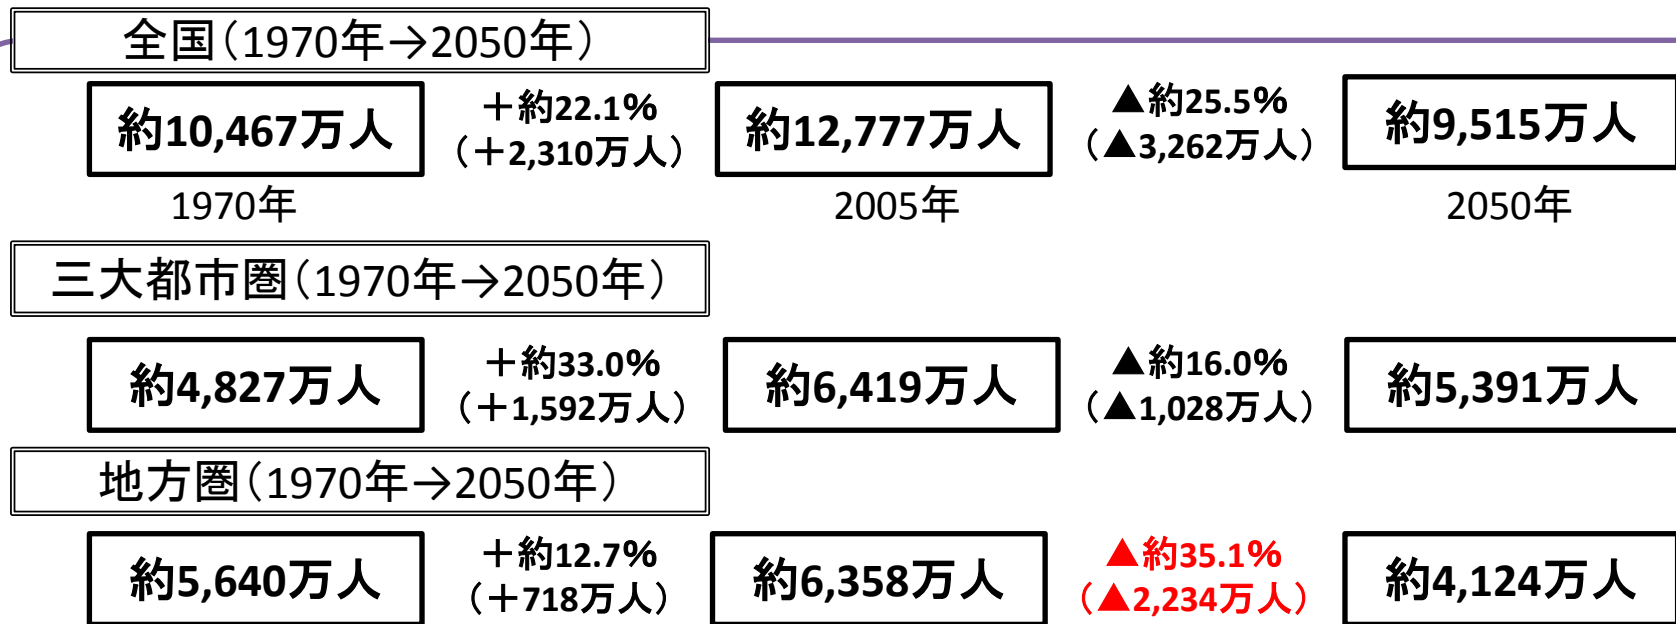 全国（1970年→2050年）
約10,467万人 ＋約22.1% 約12,777万人 ▲約25.5% 約9,515万人
（＋2,310万人） （▲3,262万人）
1970年 2005年 2050年
三大都市圏（1970年→2050年）
約4,827万人 ＋約33.0% 約6,419万人 ▲約16.0% 約5,391万人
（＋1,592万人） （▲1,028万人）
地方圏（1970年→2050年）
約5,640万人 ＋約12.7% 約6,358万人 ▲約35.1% 約4,124万人
（＋718万人） （▲2,234万人）